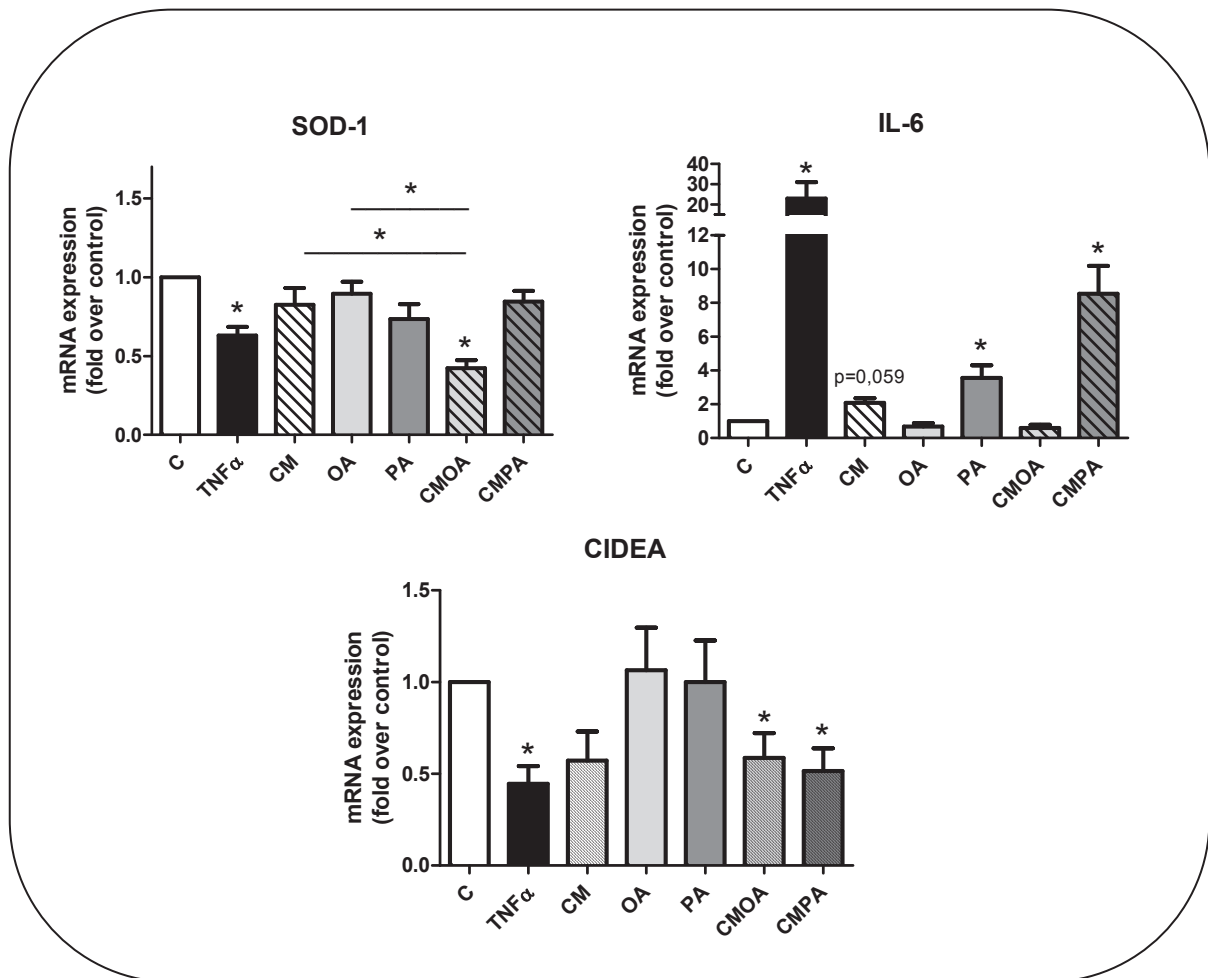 SOD-1
mRNA expression
(fold over control)
1.5
1.0
0.5
0.0
*
*
*
*
C
TNFα
CM
OA
PA
CMOA
CMPA
IL-6
mRNA expression
(fold over control)
40
30
20
12
10
8
6
4
2
0
*
p=0,059
*
*
C
TNFα
CM
OA
PA
CMOA
CMPA
CIDEA
mRNA expression
(fold over control)
1.5
1.0
0.5
0.0
*
*
*
C
TNFα
CM
OA
PA
CMOA
CMPA